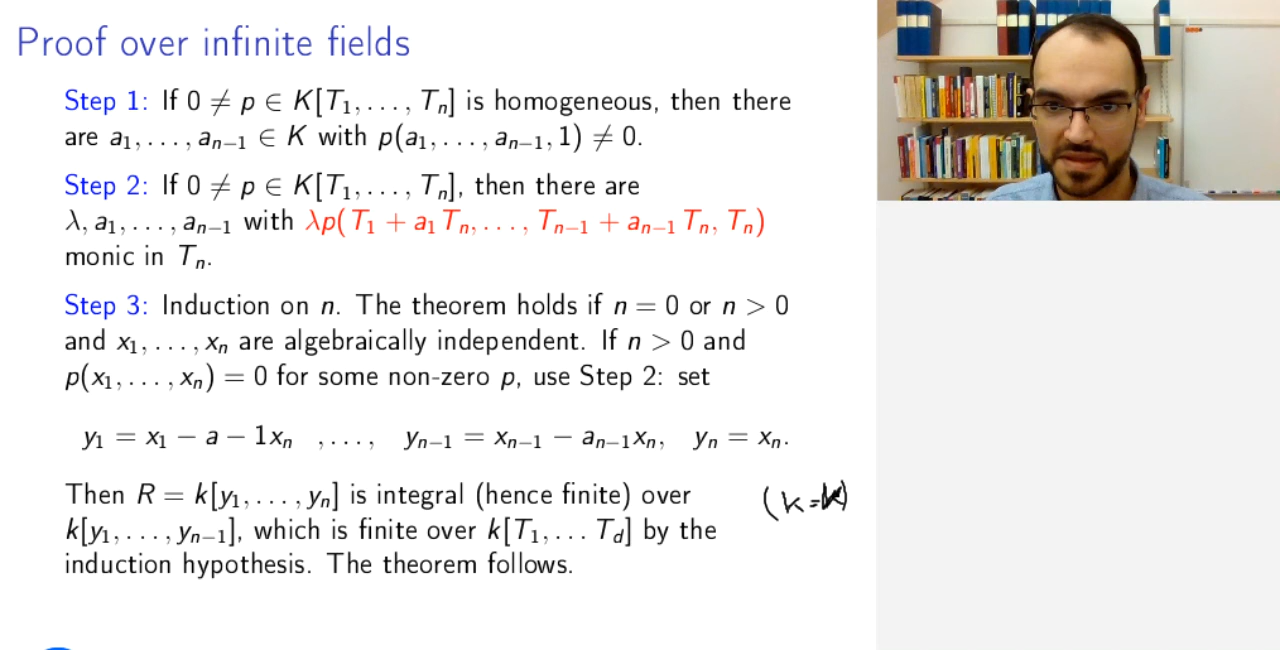 Proof over infinite fields
Step 1: If 0 ≠ p ∈ K[T₁, . . . , Tₙ] is homogeneous, then there
are a₁, . . . , aₙ₋₁ ∈ K with p(a₁, . . . , aₙ₋₁, 1) ≠ 0.
Step 2: If 0 ≠ p ∈ K[T₁, . . . , Tₙ], then there are
λ, a₁, . . . , aₙ₋₁ with λp(T₁ + a₁Tₙ, . . . , Tₙ₋₁ + aₙ₋₁Tₙ, Tₙ)
monic in Tₙ.
Step 3: Induction on n. The theorem holds if n = 0 or n > 0
and x₁, . . . , xₙ are algebraically independent. If n > 0 and
p(x₁, . . . , xₙ) = 0 for some non-zero p, use Step 2: set
y₁ = x₁ − a − 1xₙ , . . . , yₙ₋₁ = xₙ₋₁ − aₙ₋₁xₙ, yₙ = xₙ.
Then R = k[y₁, . . . , yₙ] is integral (hence finite) over
(k=K)
k[y₁, . . . , yₙ₋₁], which is finite over k[T₁, . . . T_d] by the
induction hypothesis. The theorem follows.